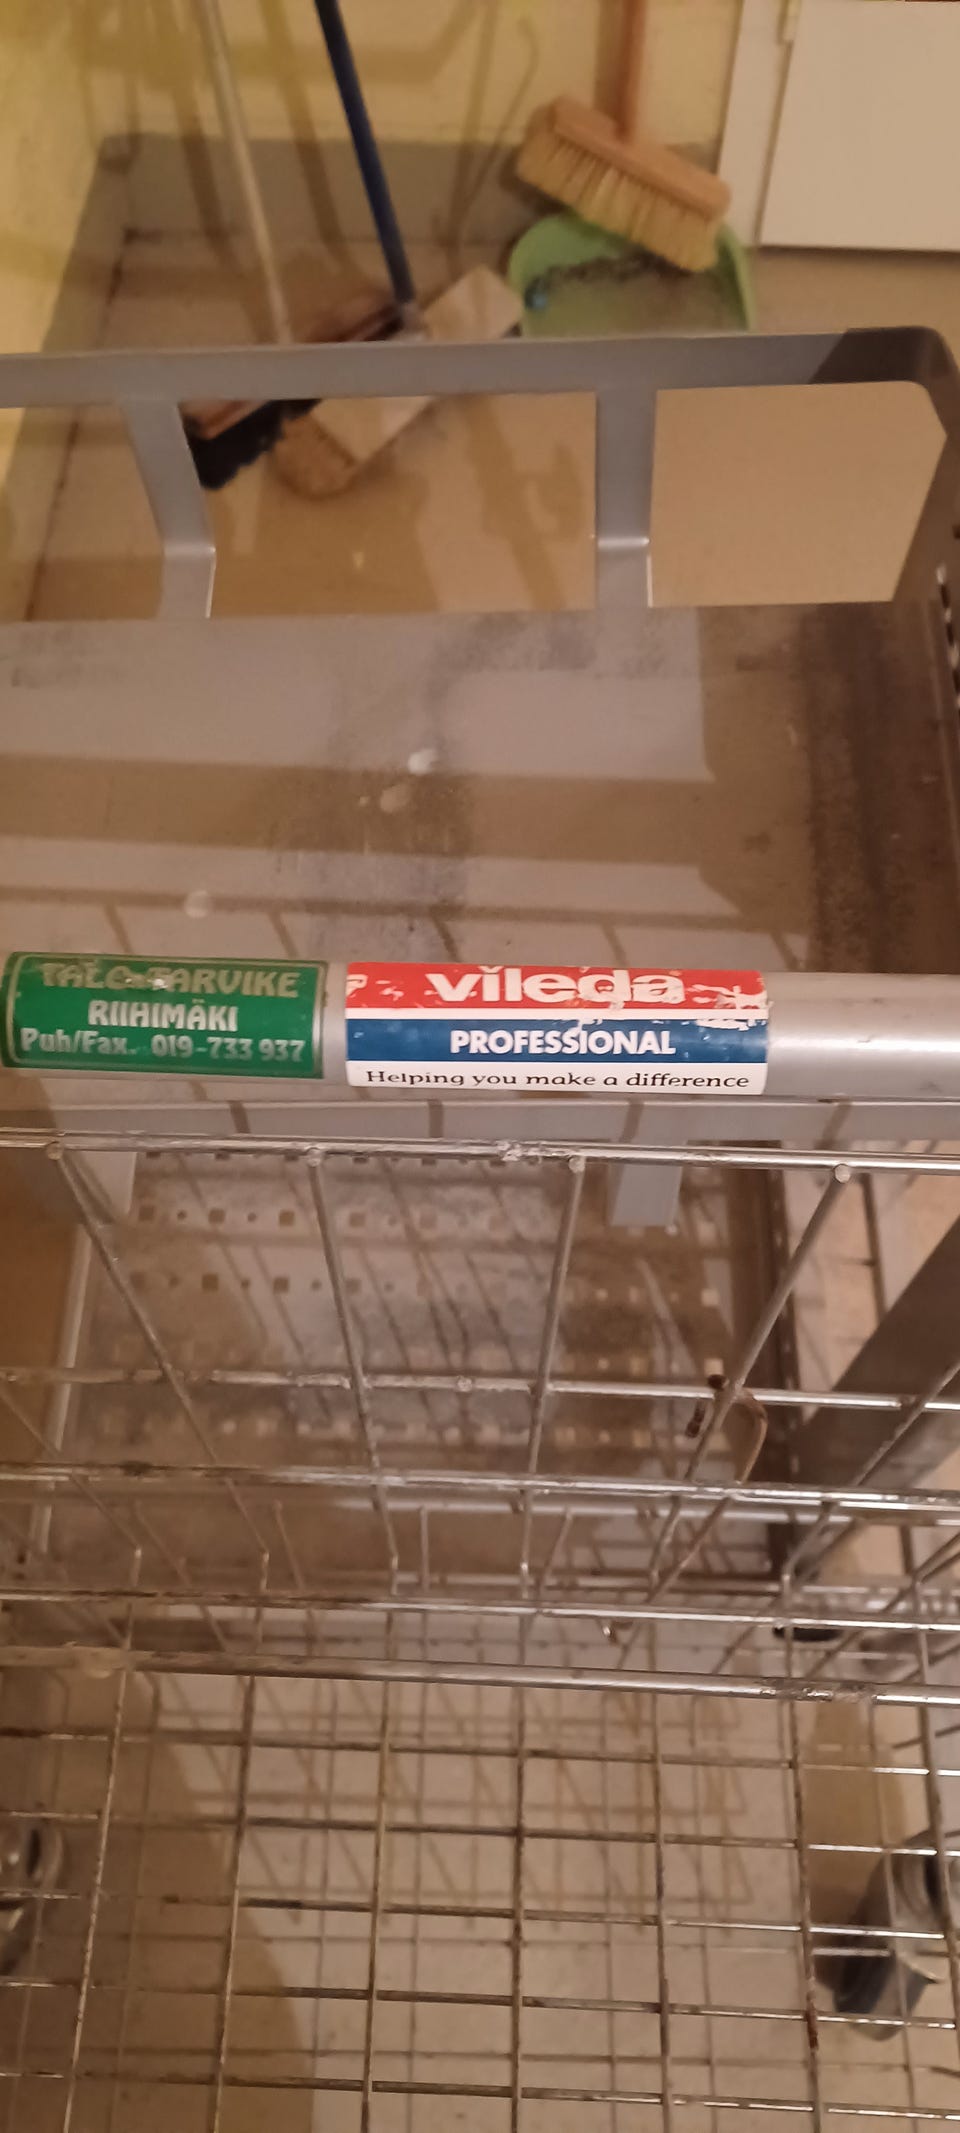 TALO-TARVIKE
RIIHIMÄKI
Puh/Fax. 019-733 937
vileda
PROFESSIONAL
Helping you make a difference